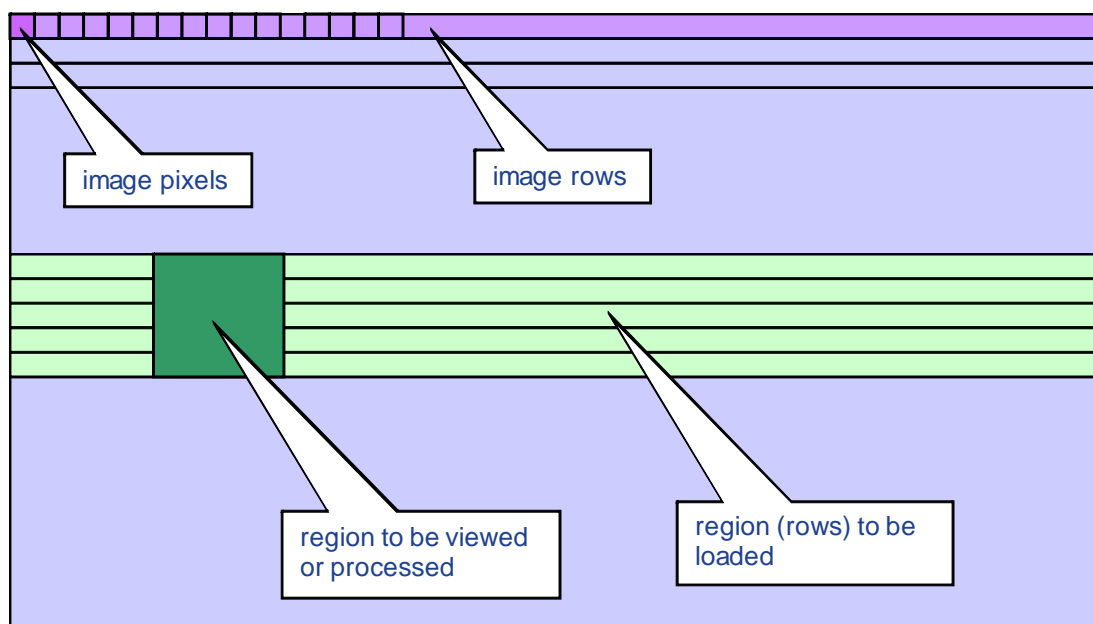 image pixels
image rows
region to be viewed
or processed
region (rows) to be
loaded